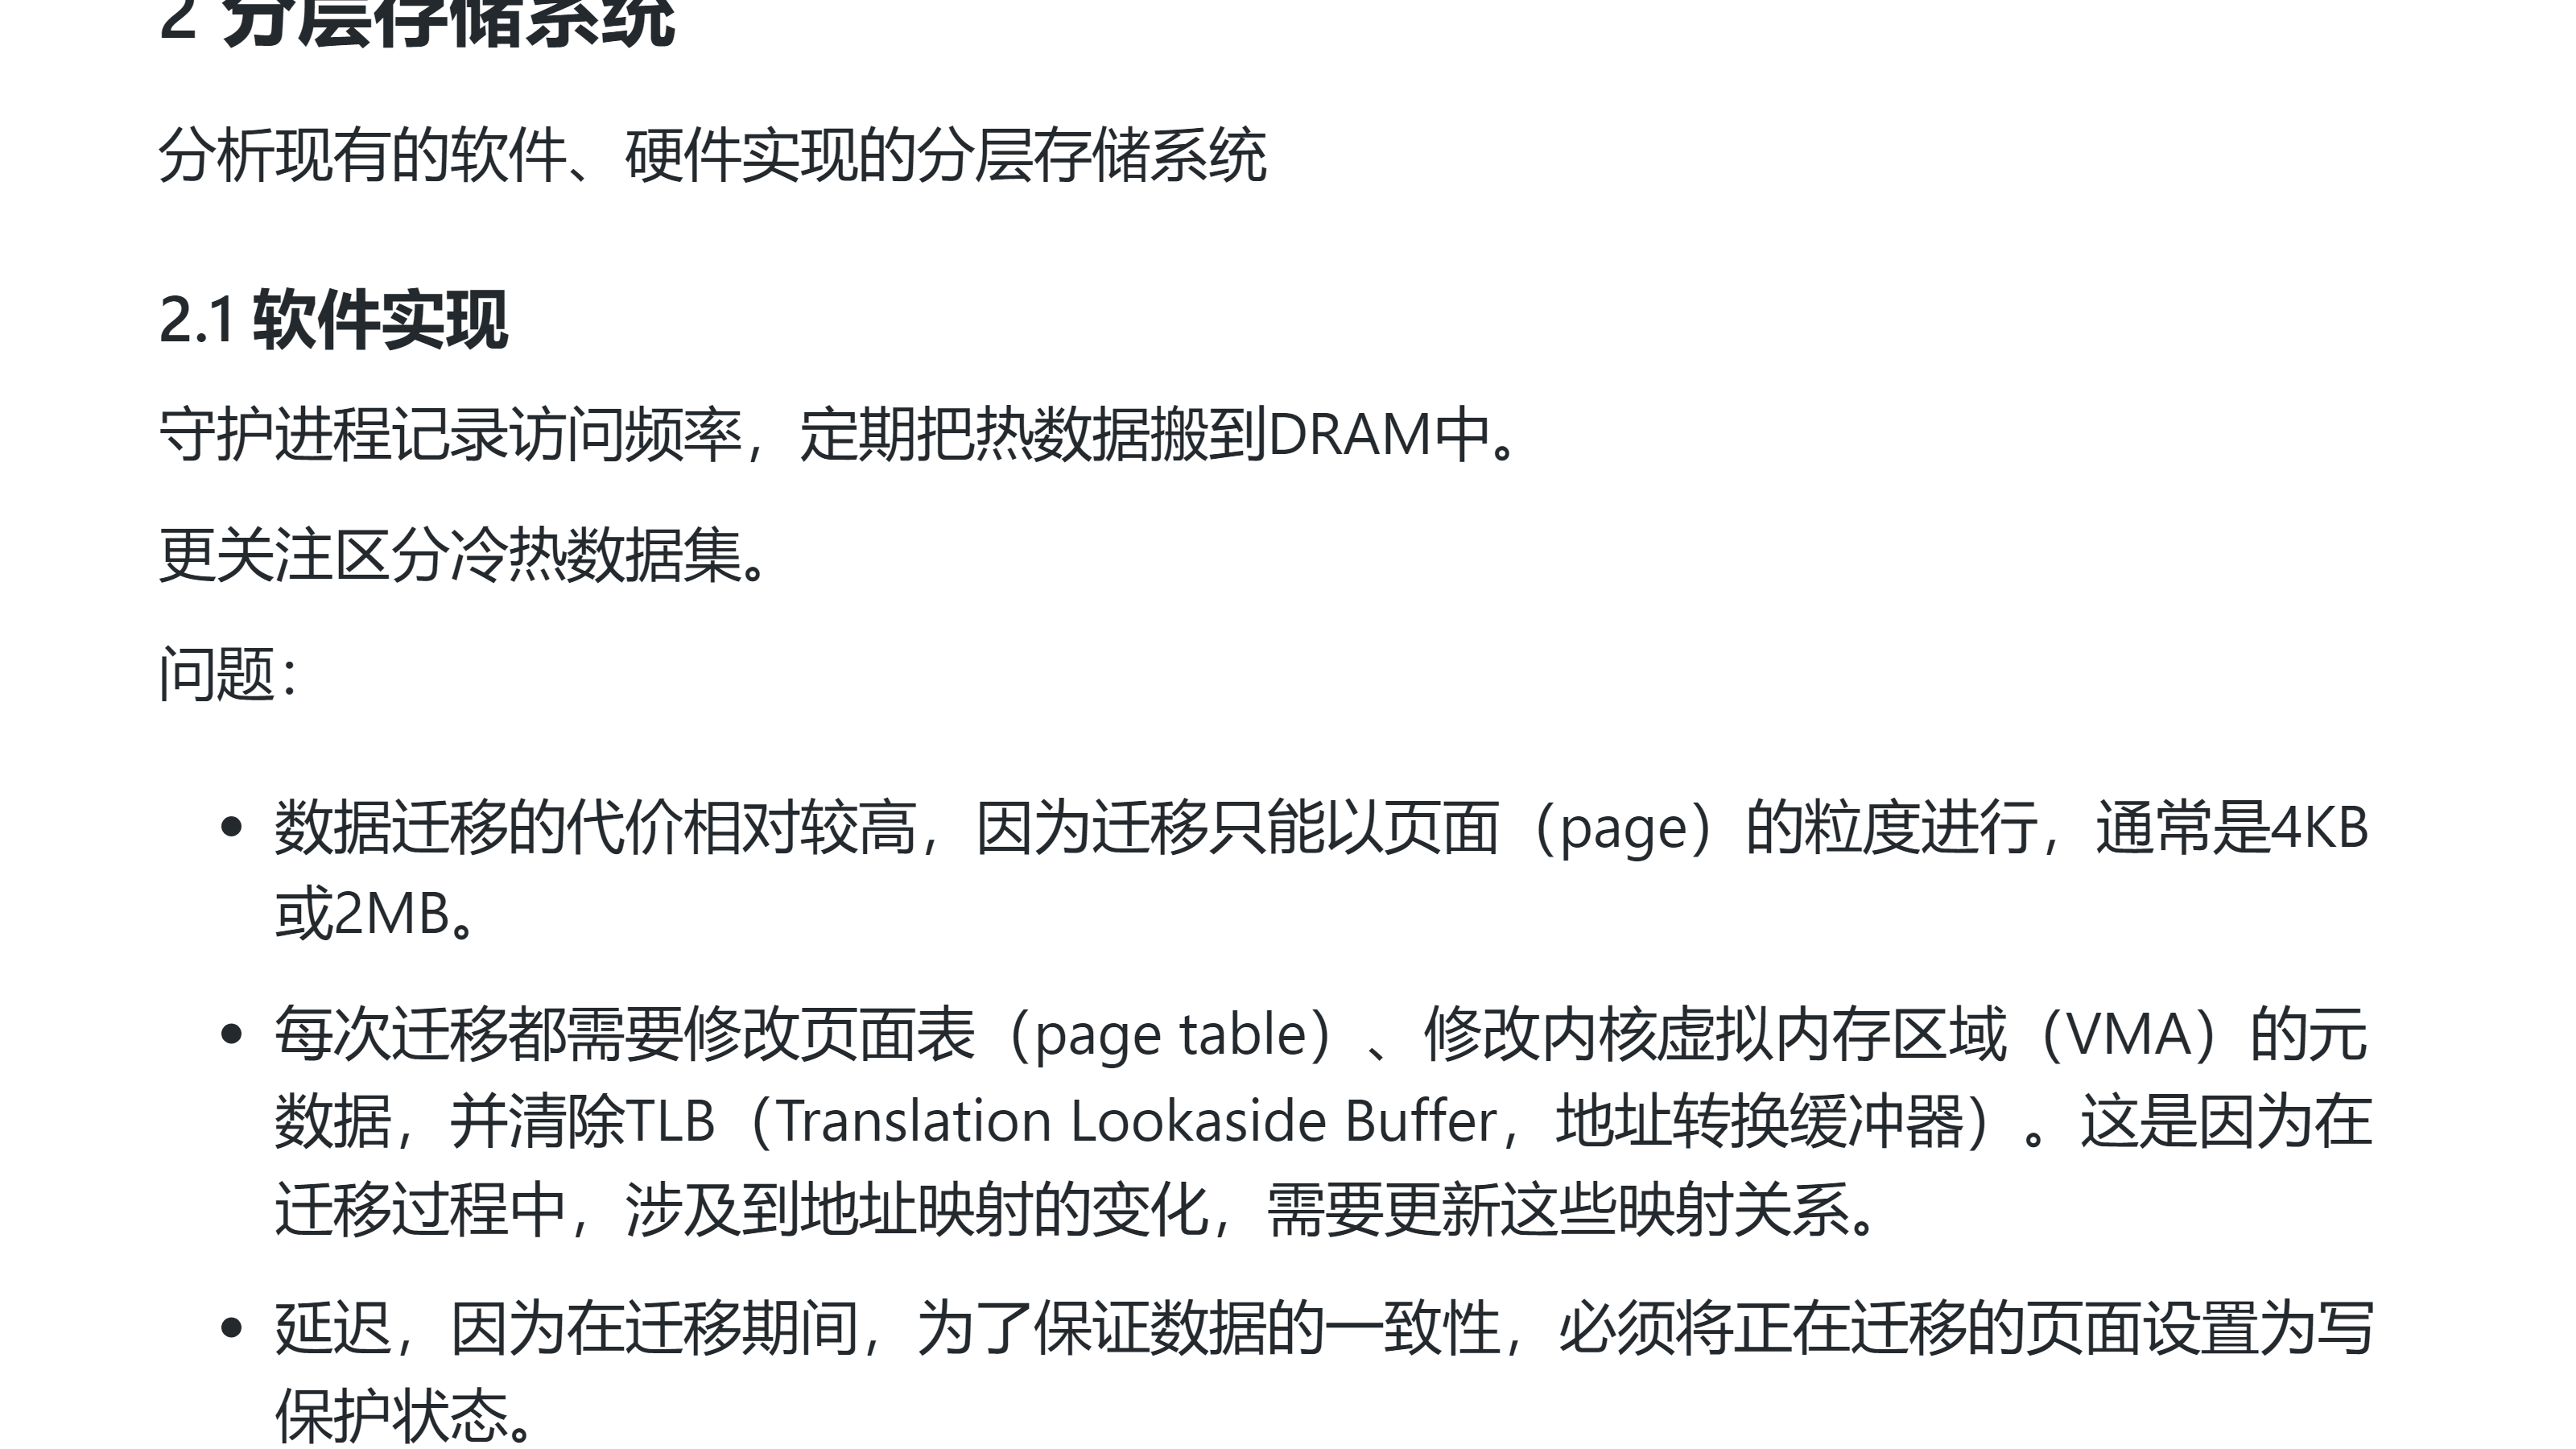 2 分层存储系统
分析现有的软件、硬件实现的分层存储系统
2.1 软件实现
守护进程记录访问频率，定期把热数据搬到DRAM中。
更关注区分冷热数据集。
问题：
• 数据迁移的代价相对较高，因为迁移只能以页面（page）的粒度进行，通常是4KB
或2MB。
• 每次迁移都需要修改页面表（page table）、修改内核虚拟内存区域（VMA）的元
数据，并清除TLB（Translation Lookaside Buffer，地址转换缓冲器）。这是因为在
迁移过程中，涉及到地址映射的变化，需要更新这些映射关系。
• 延迟，因为在迁移期间，为了保证数据的一致性，必须将正在迁移的页面设置为写
保护状态。